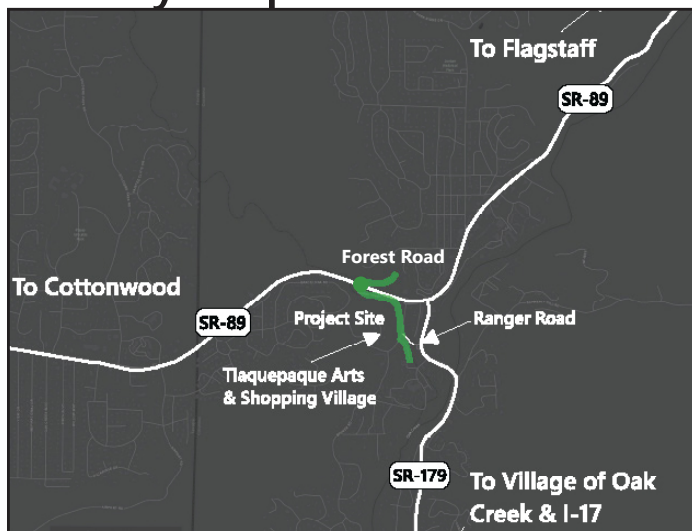 To Flagstaff
SR-89
Forest Road
To Cottonwood
SR-89
Project Site
Ranger Road
Tlaquepaque Arts
& Shopping Village
SR-179
To Village of Oak
Creek & I-17